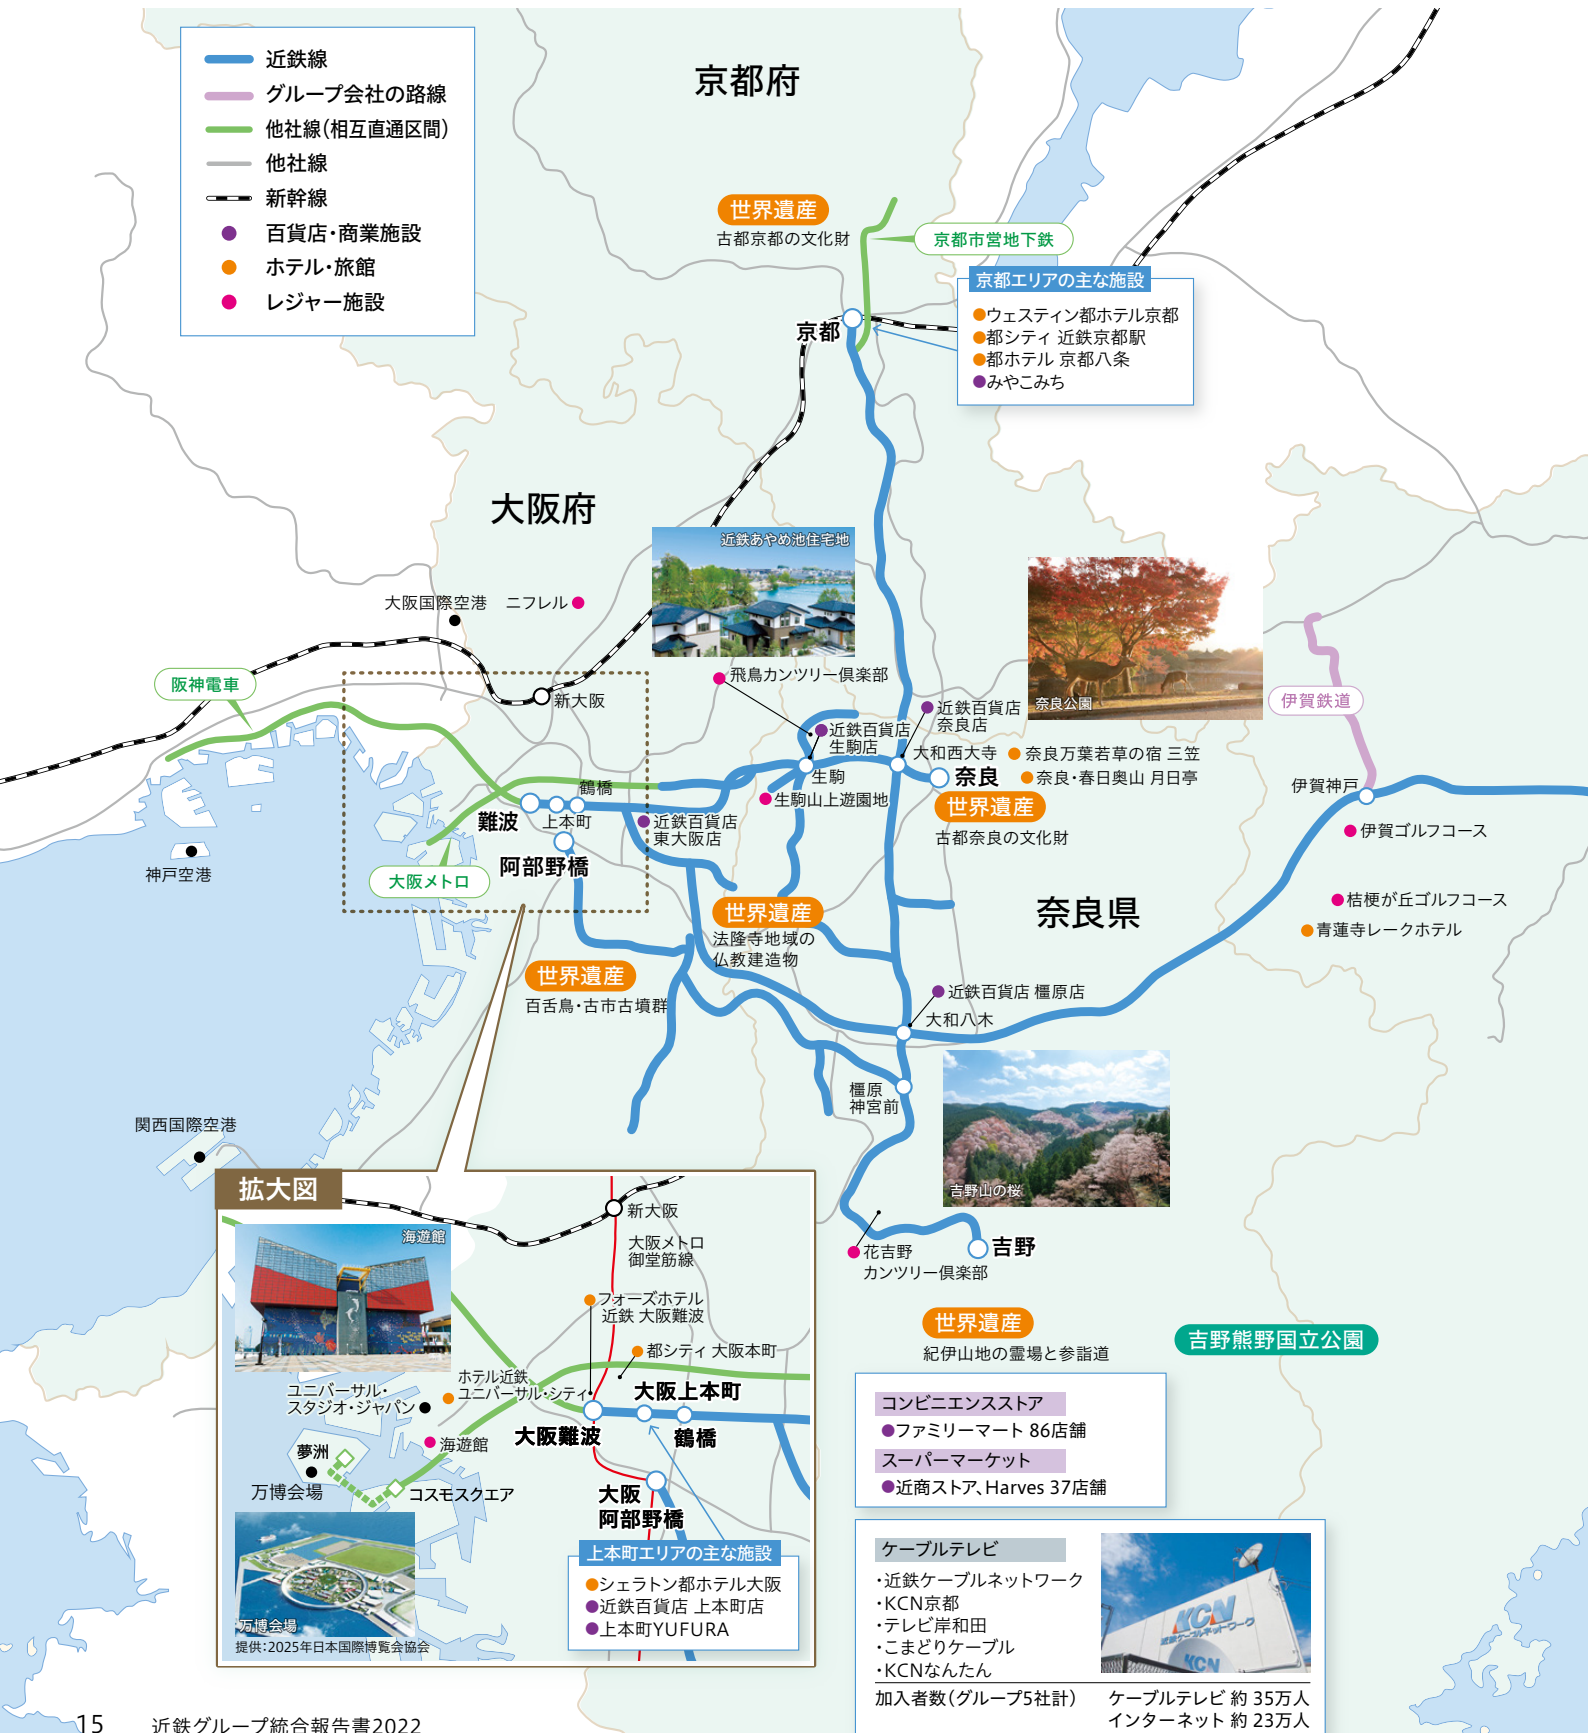 近鉄線
グループ会社の路線
他社線(相互直通区間)
他社線
新幹線
百貨店・商業施設
ホテル・旅館
レジャー施設
京都府
世界遺産
古都京都の文化財
京都市営地下鉄
京都エリアの主な施設
●ウェスティン都ホテル京都
●都シティ 近鉄京都駅
●都ホテル 京都八条
●みやこみち
京都
大阪府
近鉄あやめ池住宅地
大阪国際空港
ニフレル
奈良公園
飛鳥カンツリー倶楽部
阪神電車
新大阪
近鉄百貨店
奈良店
伊賀鉄道
近鉄百貨店
生駒店
大和西大寺
奈良万葉若草の宿 三笠
生駒
奈良
奈良・春日奥山 月日亭
鶴橋
伊賀神戸
生駒山上遊園地
世界遺産
古都奈良の文化財
難波
上本町
近鉄百貨店
東大阪店
伊賀ゴルフコース
阿部野橋
神戸空港
大阪メトロ
桔梗が丘ゴルフコース
世界遺産
法隆寺地域の
仏教建造物
奈良県
青蓮寺レークホテル
世界遺産
百舌鳥・古市古墳群
近鉄百貨店 橿原店
大和八木
橿原
神宮前
関西国際空港
吉野山の桜
花吉野
カンツリー倶楽部
吉野
世界遺産
紀伊山地の霊場と参詣道
吉野熊野国立公園
拡大図
海遊館
新大阪
大阪メトロ
御堂筋線
フォーズホテル
近鉄 大阪難波
都シティ 大阪本町
ホテル近鉄
ユニバーサル・シティ
ユニバーサル・
スタジオ・ジャパン
大阪上本町
大阪難波
鶴橋
海遊館
夢洲
万博会場
コスモスクエア
大阪
阿部野橋
万博会場
提供:2025年日本国際博覧会協会
上本町エリアの主な施設
●シェラトン都ホテル大阪
●近鉄百貨店 上本町店
●上本町YUFURA
コンビニエンスストア
●ファミリーマート 86店舗
スーパーマーケット
●近商ストア、Harves 37店舗
ケーブルテレビ
・近鉄ケーブルネットワーク
・KCN京都
・テレビ岸和田
・こまどりケーブル
・KCNなんたん
KCN
近鉄ケーブルネットワーク
KCN
加入者数(グループ5社計)
ケーブルテレビ 約 35万人
インターネット 約 23万人
15 近鉄グループ統合報告書2022